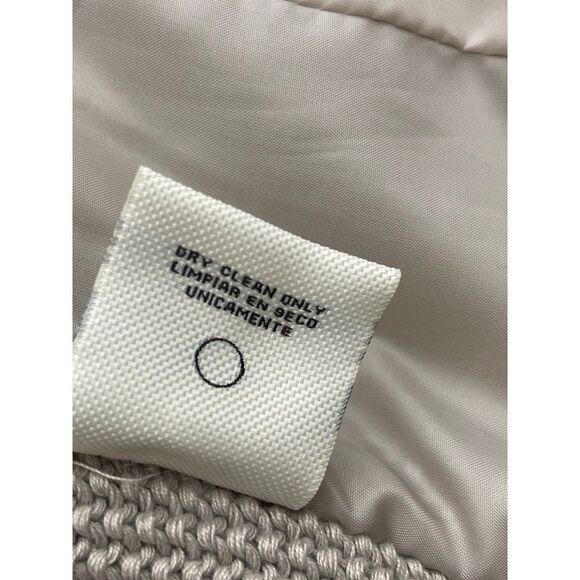 DRY CLEAN ONLY
LIMPIAR EN SECO
UNICAMENTE